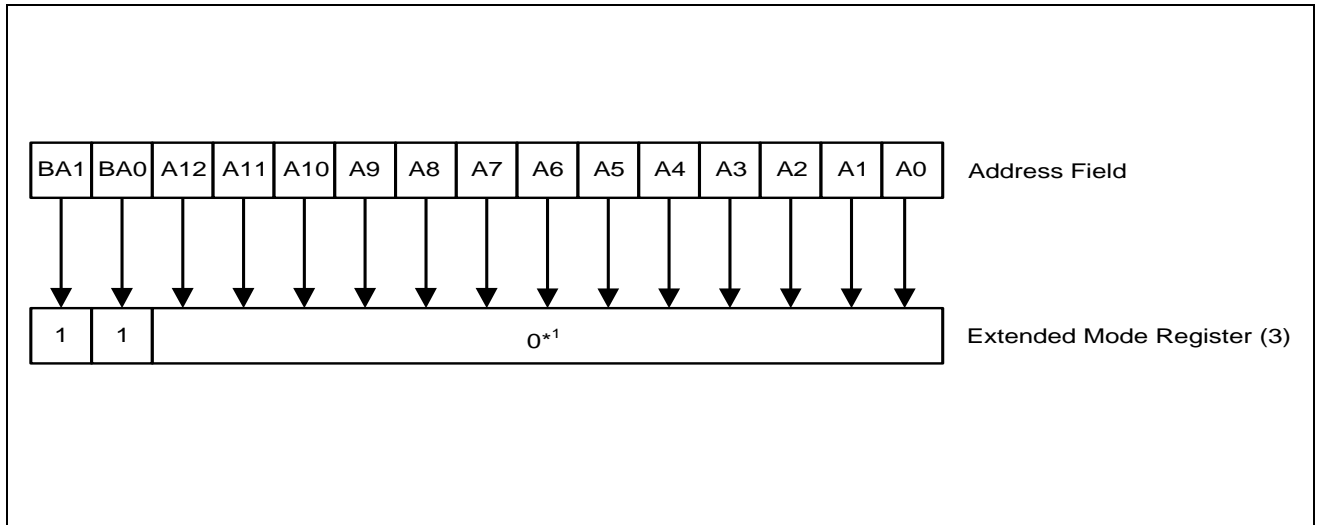 BA1 BA0 A12 A11 A10 A9 A8 A7 A6 A5 A4 A3 A2 A1 A0 Address Field
1 1 0*1 Extended Mode Register (3)